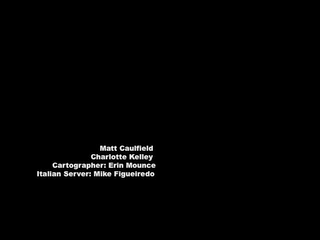 Matt Caulfield
Charlotte Kelley
Cartographer: Erin Mounce
Italian Server: Mike Figueiredo